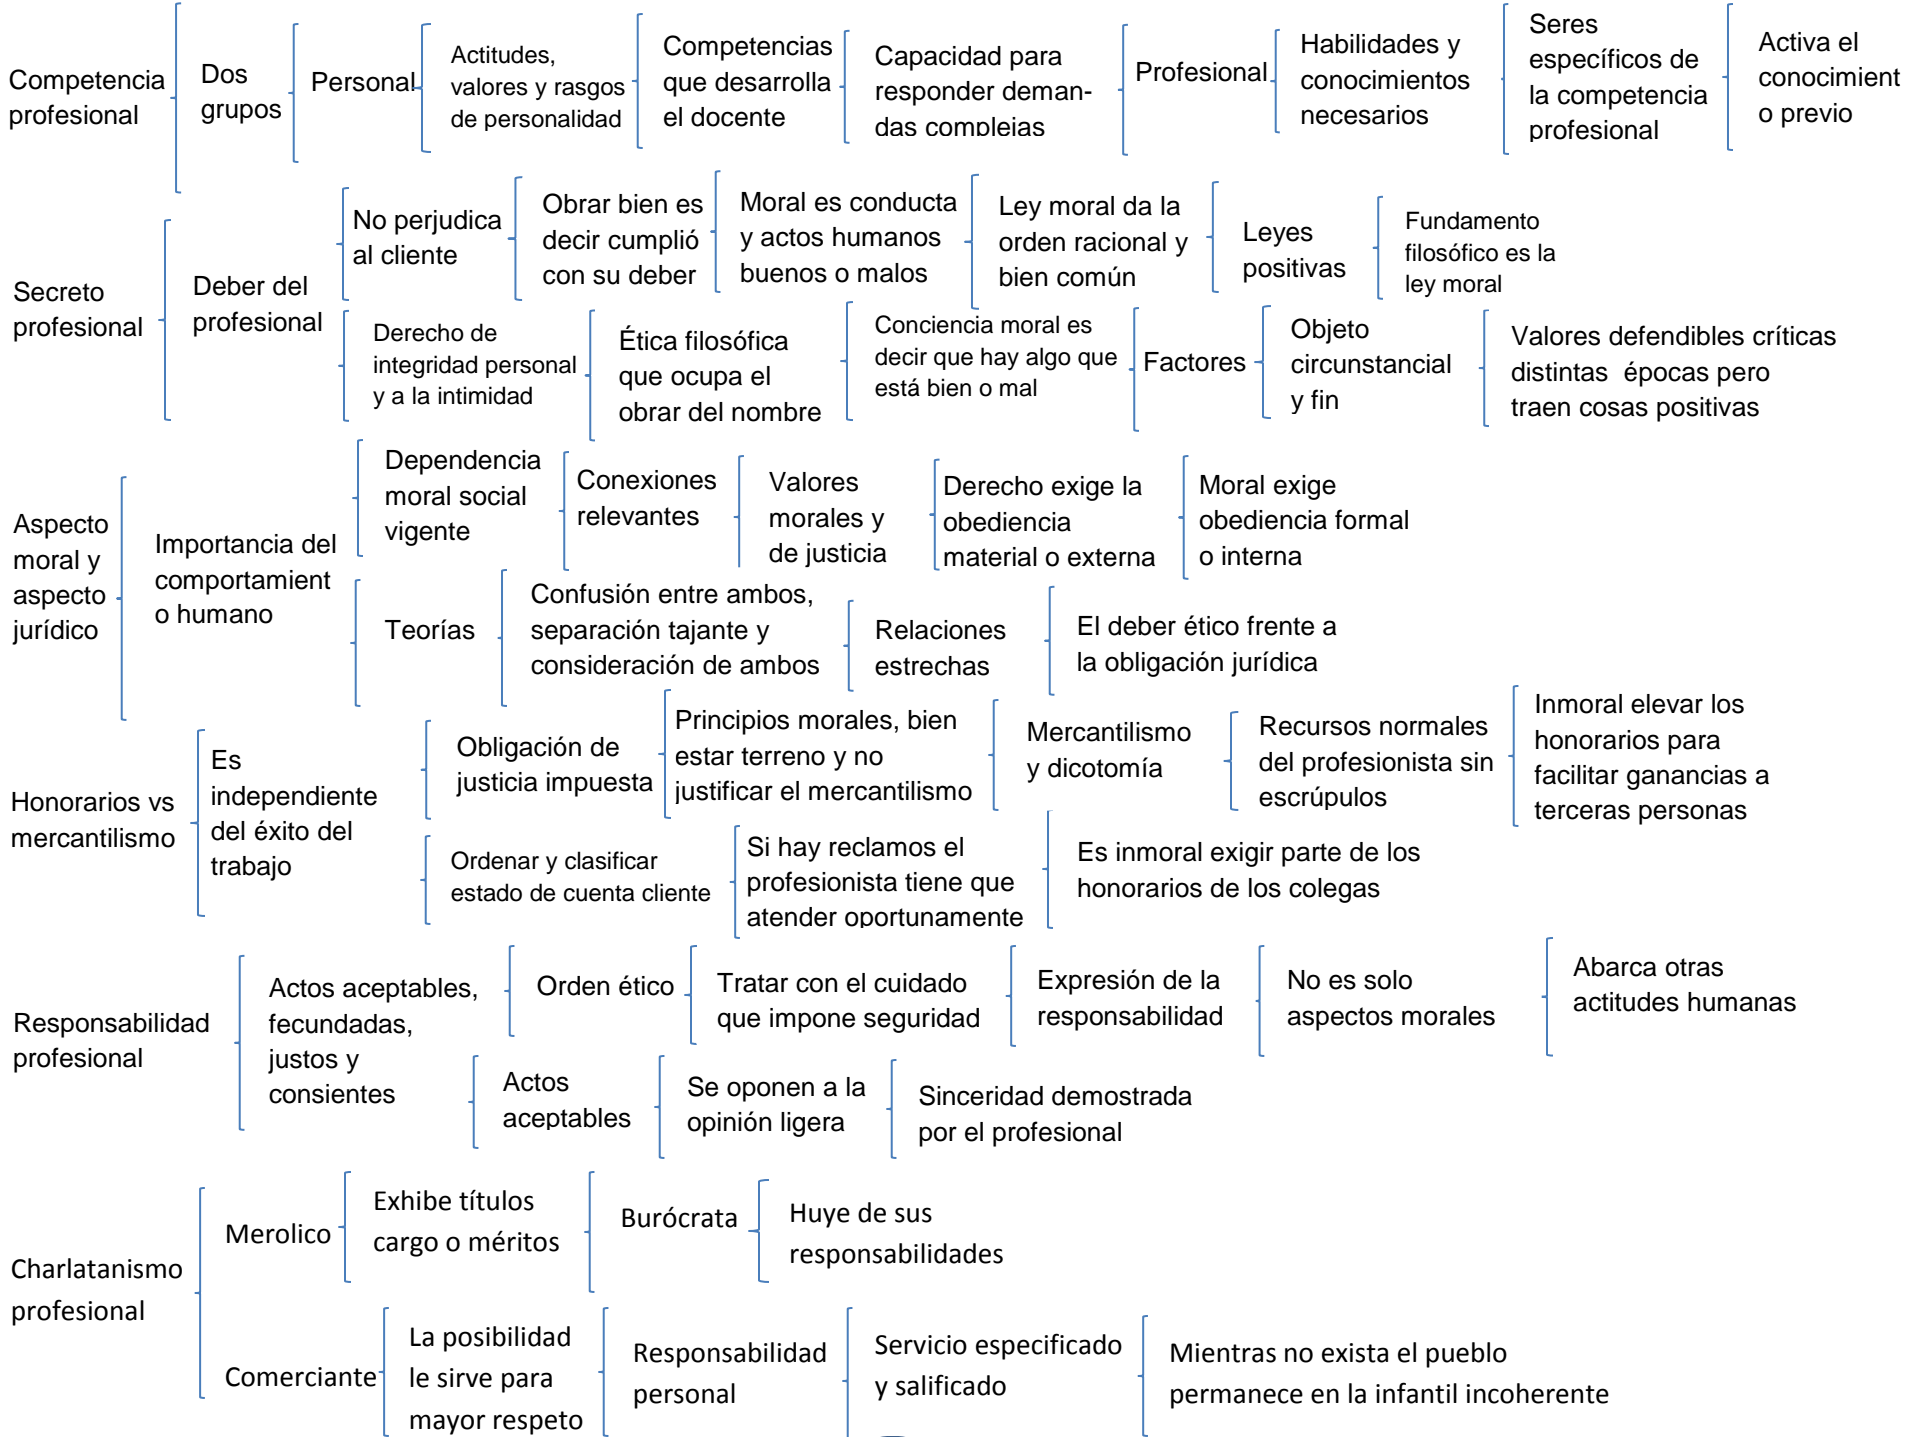 Competencia
profesional
Dos
grupos
Personal
Actitudes,
valores y rasgos
de personalidad
Competencias
que desarrolla
el docente
Capacidad para
responder deman-
das complejas
Profesional
Habilidades y
conocimientos
necesarios
Seres
específicos de
la competencia
profesional
Activa el
conocimient
o previo
Secreto
profesional
Deber del
profesional
No perjudica
al cliente
Obrar bien es
decir cumplió
con su deber
Moral es conducta
y actos humanos
buenos o malos
Ley moral da la
orden racional y
bien común
Leyes
positivas
Fundamento
filosófico es la
ley moral
Derecho de
integridad personal
y a la intimidad
Ética filosófica
que ocupa el
obrar del nombre
Conciencia moral es
decir que hay algo que
está bien o mal
Factores
Objeto
circunstancial
y fin
Valores defendibles críticas
distintas épocas pero
traen cosas positivas
Aspecto
moral y
aspecto
jurídico
Importancia del
comportamient
o humano
Dependencia
moral social
vigente
Conexiones
relevantes
Valores
morales y
de justicia
Derecho exige la
obediencia
material o externa
Moral exige
obediencia formal
o interna
Teorías
Confusión entre ambos,
separación tajante y
consideración de ambos
Relaciones
estrechas
El deber ético frente a
la obligación jurídica
Honorarios vs
mercantilismo
Es
independiente
del éxito del
trabajo
Obligación de
justicia impuesta
Principios morales, bien
estar terreno y no
justificar el mercantilismo
Mercantilismo
y dicotomía
Recursos normales
del profesionista sin
escrúpulos
Inmoral elevar los
honorarios para
facilitar ganancias a
terceras personas
Ordenar y clasificar
estado de cuenta cliente
Si hay reclamos el
profesionista tiene que
atender oportunamente
Es inmoral exigir parte de los
honorarios de los colegas
Responsabilidad
profesional
Actos aceptables,
fecundadas,
justos y
consientes
Orden ético
Tratar con el cuidado
que impone seguridad
Expresión de la
responsabilidad
No es solo
aspectos morales
Abarca otras
actitudes humanas
Actos
aceptables
Se oponen a la
opinión ligera
Sinceridad demostrada
por el profesional
Charlatanismo
profesional
Merolico
Exhibe títulos
cargo o méritos
Burócrata
Huye de sus
responsabilidades
Comerciante
La posibilidad
le sirve para
mayor respeto
Responsabilidad
personal
Servicio especificado
y salificado
Mientras no exista el pueblo
permanece en la infantil incoherente